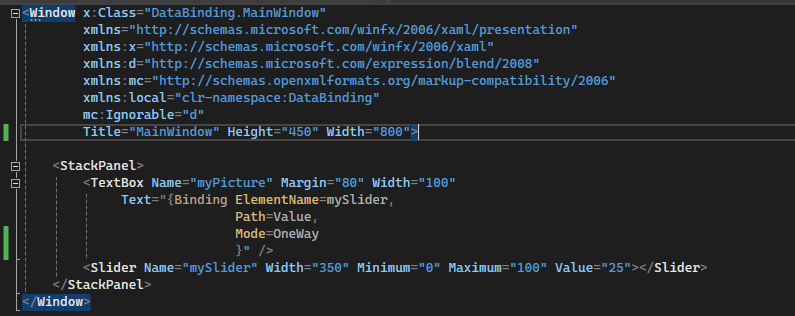 <Window x:Class="DataBinding.MainWindow"
xmlns="http://schemas.microsoft.com/winfx/2006/xaml/presentation"
xmlns:x="http://schemas.microsoft.com/winfx/2006/xaml"
xmlns:d="http://schemas.microsoft.com/expression/blend/2008"
xmlns:mc="http://schemas.openxmlformats.org/markup-compatibility/2006"
xmlns:local="clr-namespace:DataBinding"
mc:Ignorable="d"
Title="MainWindow" Height="450" Width="800">
<StackPanel>
<TextBox Name="myPicture" Margin="80" Width="100"
Text="{Binding ElementName=mySlider,
Path=Value,
Mode=OneWay
}" />
<Slider Name="mySlider" Width="350" Minimum="0" Maximum="100" Value="25"></Slider>
</StackPanel>
</Window>